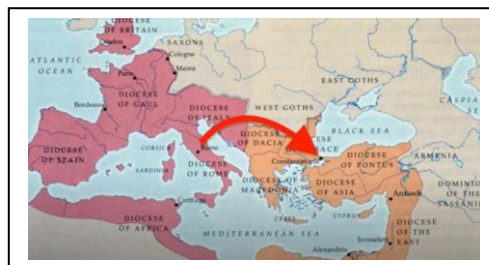 DIOCESE
OF BRITAIN
London
SAXONS
Cologne
Mainz
ATLANTIC
OCEAN
Paris
DIOCESE
OF GAUL
Bordeaux
EAST GOTHS
WEST GOTHS
CASPIA
DIOCESE
OF ITALY
DIOCESE
OF DACIA
BLACK SEA
DIOCESE
OF SPAIN
CORSICA
Rome
SARDINIA
DIOCESE
OF ROME
Constantinople
DIOCESE
OF PONTUS
ARMENIA
DIOCESE OF
MACEDONIA
DIOCESE
OF ASIA
DOMINIO
OF THE
SASSANI
Antioch
Carthage
DIOCESE
OF AFRICA
CRETE
CYPRUS
DIOCESE
OF THE
EAST
MEDITERRANEAN SEA
Jerusalem
Alexandria